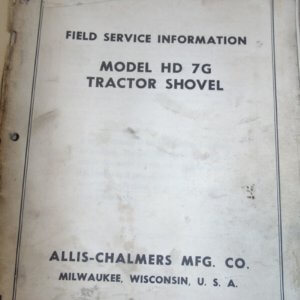 FIELD SERVICE INFORMATION
MODEL HD 7G
TRACTOR SHOVEL
ALLIS-CHALMERS MFG. CO.
MILWAUKEE, WISCONSIN, U. S. A.